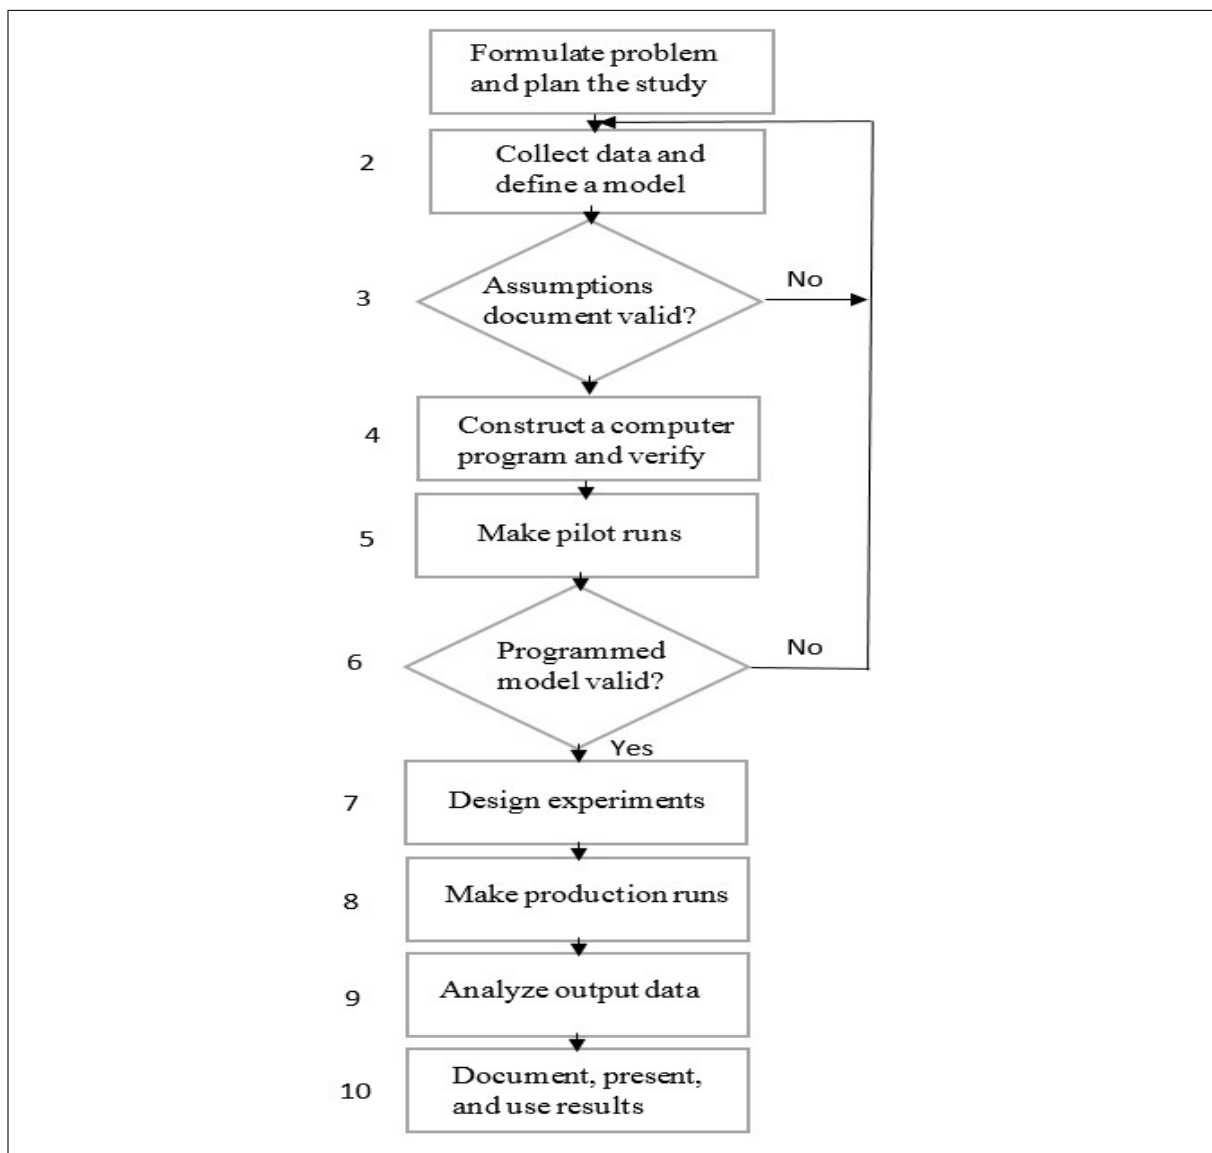 Formulate problem
and plan the study
2
Collect data and
define a model
3
Assumptions
document valid?
No
4
Construct a computer
program and verify
5
Make pilot runs
6
Programmed
model valid?
No
Yes
7
Design experiments
8
Make production runs
9
Analyze output data
10
Document, present,
and use results